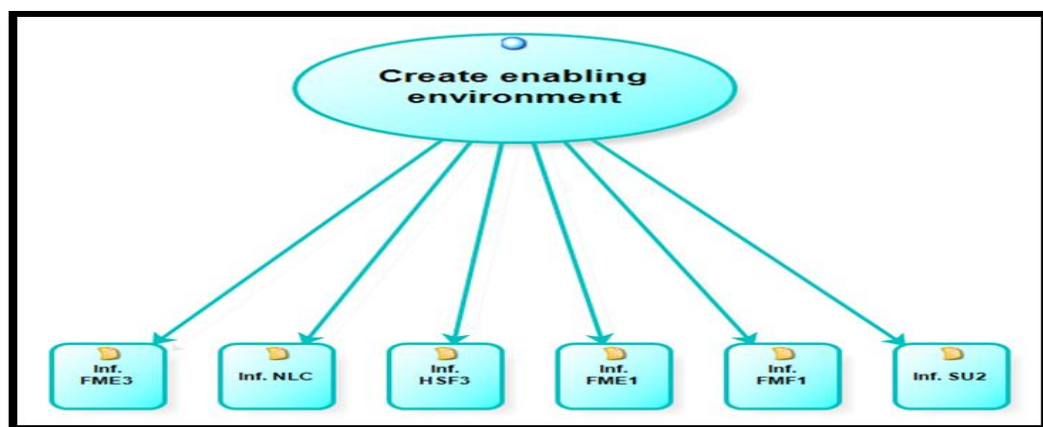 Create enabling
environment
Inf.
FME3
Inf. NLC
Inf.
HSF3
Inf.
FME1
Inf.
FMF1
Inf. SU2